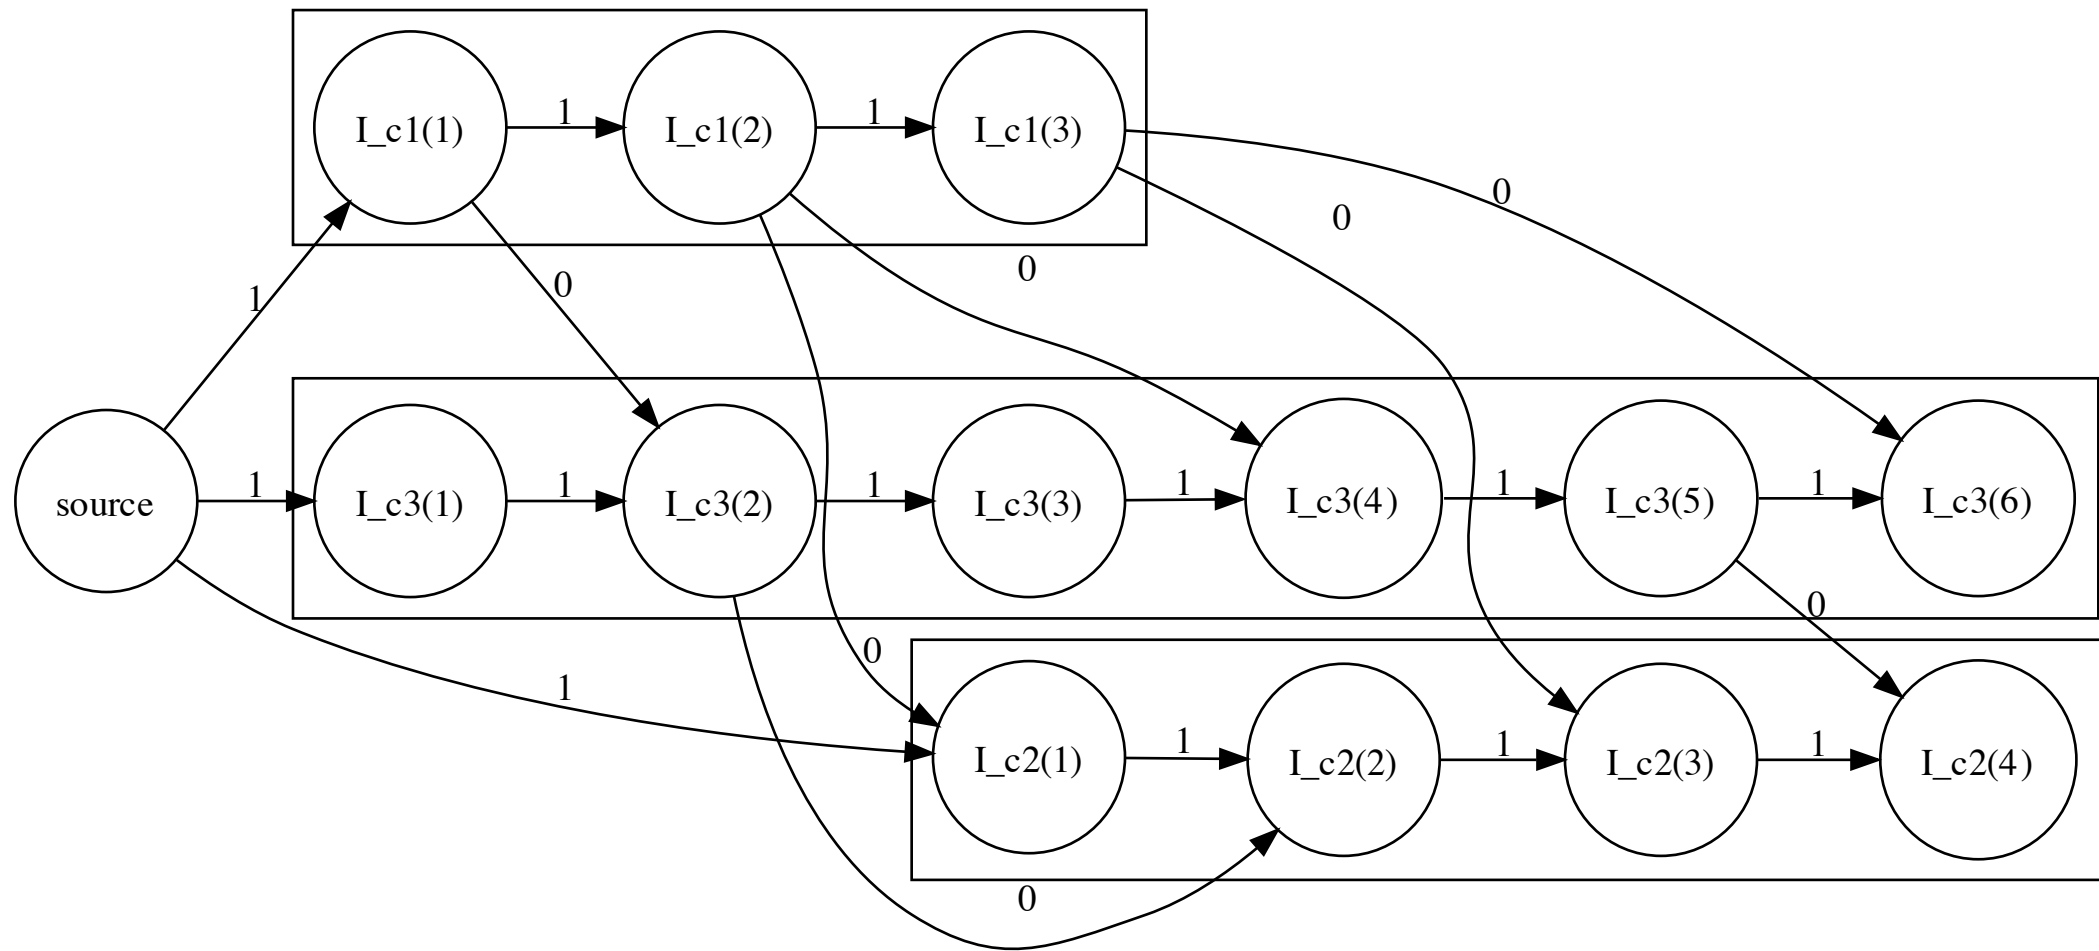 1 1
I_c1(1) I_c1(2) I_c1(3)
0
0
0
1 0
1 1 1 1 1 1
source I_c3(1) I_c3(2) I_c3(3) I_c3(4) I_c3(5) I_c3(6)
0
0
1
1 1 1
I_c2(1) I_c2(2) I_c2(3) I_c2(4)
0